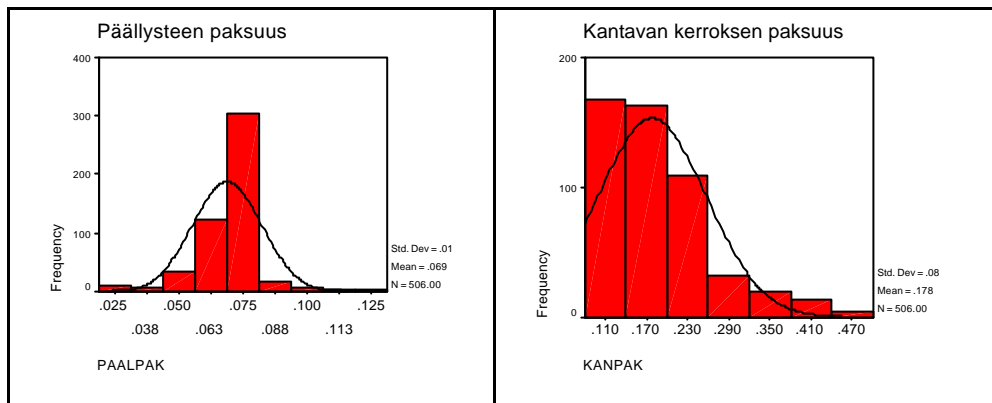 Päällysteen paksuus
400
300
200
100
0
Frequency
.025 .050 .075 .100 .125
.038 .063 .088 .113
PAALPAK
Std. Dev = .01
Mean = .069
N = 506.00
Kantavan kerroksen paksuus
200
100
0
Frequency
.110 .170 .230 .290 .350 .410 .470
KANPAK
Std. Dev = .08
Mean = .178
N = 506.00